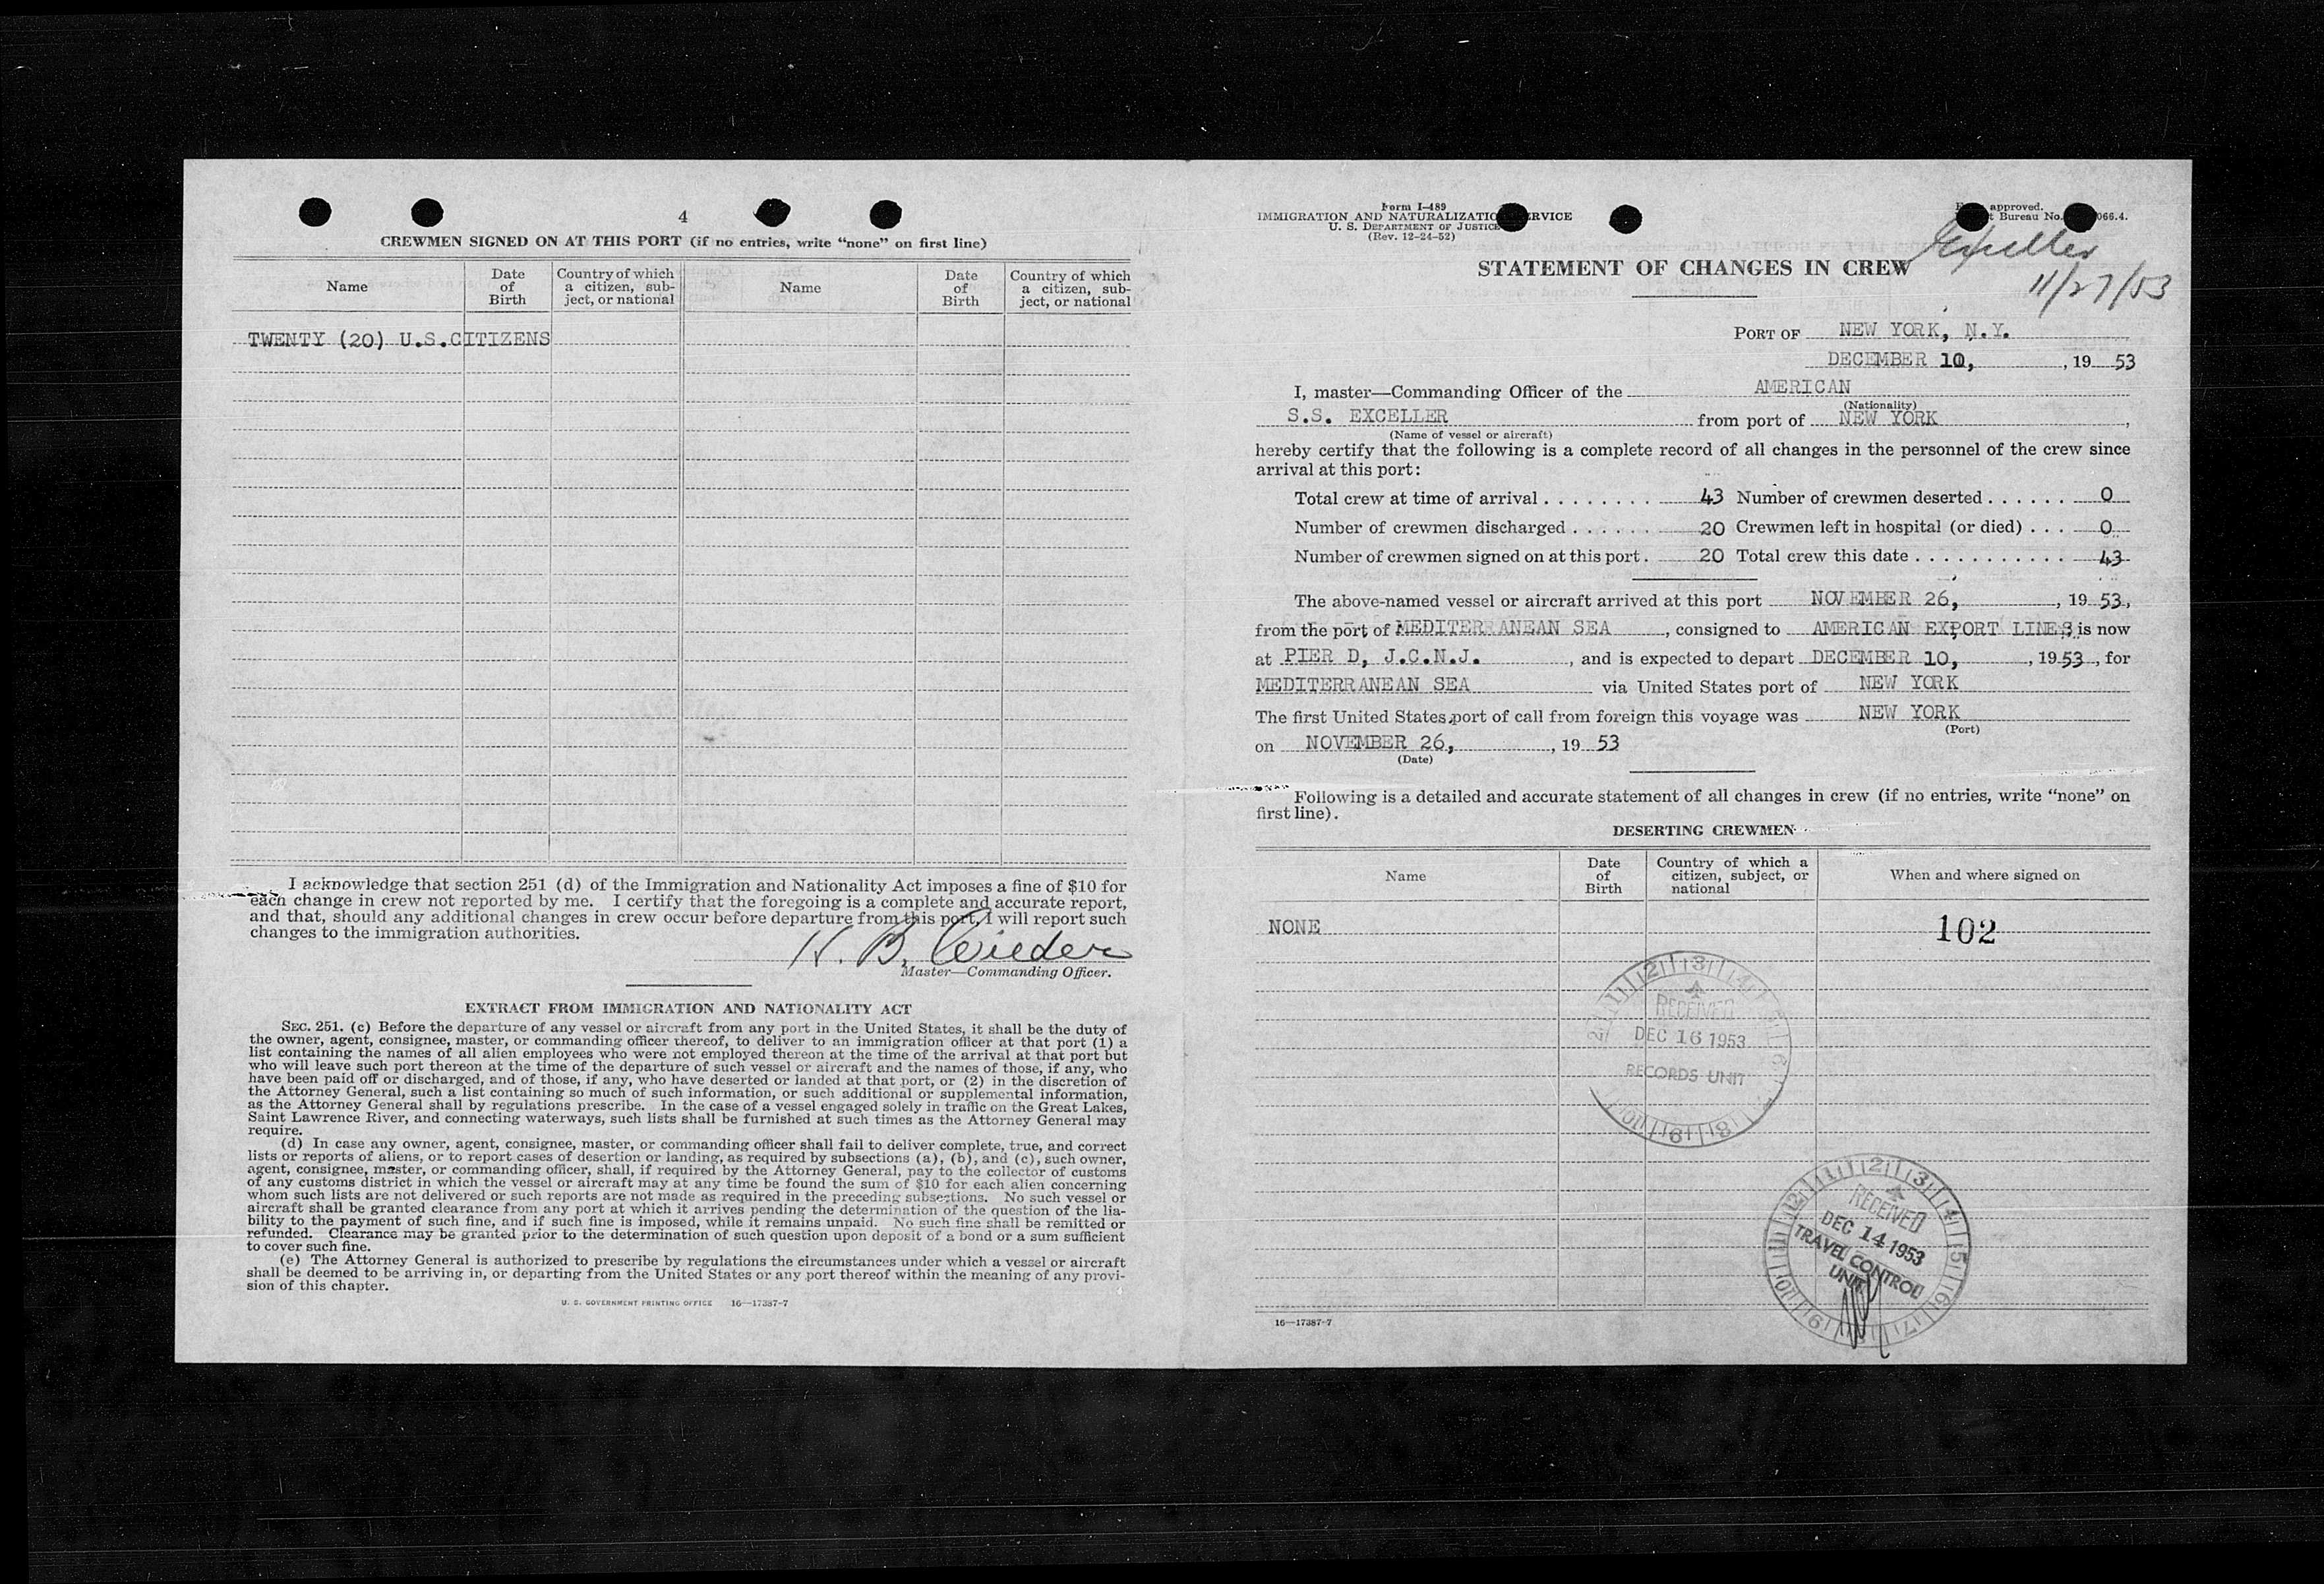 4
CREWMEN SIGNED ON AT THIS PORT (if no entries, write “none” on first line)
Name
Date of Birth
Country of which a citizen, subject, or national
Name
Date of Birth
Country of which a citizen, subject, or national
TWENTY (20) U.S.CITIZENS
I acknowledge that section 251 (d) of the Immigration and Nationality Act imposes a fine of $10 for
each change in crew not reported by me. I certify that the foregoing is a complete and accurate report,
and that, should any additional changes in crew occur before departure from this port, I will report such
changes to the immigration authorities.
Master—Commanding Officer.
EXTRACT FROM IMMIGRATION AND NATIONALITY ACT
SEC. 251. (c) Before the departure of any vessel or aircraft from any port in the United States, it shall be the duty of
the owner, agent, consignee, master, or commanding officer thereof, to deliver to an immigration officer at that port (1) a
list containing the names of all alien employees who were not employed thereon at the time of the arrival at that port but
who will leave such port thereon at the time of the departure of such vessel or aircraft and the names of those, if any, who
have been paid off or discharged, and of those, if any, who have deserted or landed at that port, or (2) in the discretion of
the Attorney General, such a list containing so much of such information, or such additional or supplemental information,
as the Attorney General shall by regulations prescribe. In the case of a vessel engaged solely in traffic on the Great Lakes,
Saint Lawrence River, and connecting waterways, such lists shall be furnished at such times as the Attorney General may
require.
(d) In case any owner, agent, consignee, master, or commanding officer shall fail to deliver complete, true, and correct
lists or reports of aliens, or to report cases of desertion or landing, as required by subsections (a), (b), and (c), such owner,
agent, consignee, master, or commanding officer, shall, if required by the Attorney General, pay to the collector of customs
of any customs district in which the vessel or aircraft may at any time be found the sum of $10 for each alien concerning
whom such lists are not delivered or such reports are not made as required in the preceding subsections. No such vessel or
aircraft shall be granted clearance from any port at which it arrives pending the determination of the question of the lia-
bility to the payment of such fine, and if such fine is imposed, while it remains unpaid. No such fine shall be remitted or
refunded. Clearance may be granted prior to the determination of such question upon deposit of a bond or a sum sufficient
to cover such fine.
(e) The Attorney General is authorized to prescribe by regulations the circumstances under which a vessel or aircraft
shall be deemed to be arriving in, or departing from the United States or any port thereof within the meaning of any provi-
sion of this chapter.
U. S. GOVERNMENT PRINTING OFFICE 16—17387-7
Form I-489
IMMIGRATION AND NATURALIZATION SERVICE
U. S. DEPARTMENT OF JUSTICE
(Rev. 12-24-52)
approved.
Bureau No. 066.4.
Exceller
11/27/53
STATEMENT OF CHANGES IN CREW
PORT OF NEW YORK, N.Y.
DECEMBER 10, , 19 53
I, master—Commanding Officer of the AMERICAN
(Nationality)
S.S. EXCELLER from port of NEW YORK ,
(Name of vessel or aircraft)
hereby certify that the following is a complete record of all changes in the personnel of the crew since
arrival at this port:
Total crew at time of arrival . . . . . . . . 43 Number of crewmen deserted . . . . . . 0
Number of crewmen discharged . . . . . . 20 Crewmen left in hospital (or died) . . . 0
Number of crewmen signed on at this port . 20 Total crew this date . . . . . . . . . . . . 43
The above-named vessel or aircraft arrived at this port NOVEMBER 26, , 19 53,
from the port of MEDITERRANEAN SEA , consigned to AMERICAN EXPORT LINES is now
at PIER D, J.C.N.J. , and is expected to depart DECEMBER 10, , 19 53 , for
MEDITERRANEAN SEA via United States port of NEW YORK
The first United States port of call from foreign this voyage was NEW YORK
(Port)
on NOVEMBER 26, , 19 53
(Date)
Following is a detailed and accurate statement of all changes in crew (if no entries, write “none” on
first line).
DESERTING CREWMEN
Name
Date of Birth
Country of which a citizen, subject, or national
When and where signed on
NONE
102
RECEIVED
DEC 16 1953
RECORDS UNIT
RECEIVED
DEC 14 1953
TRAVEL CONTROL
UNIT
16—17387-7